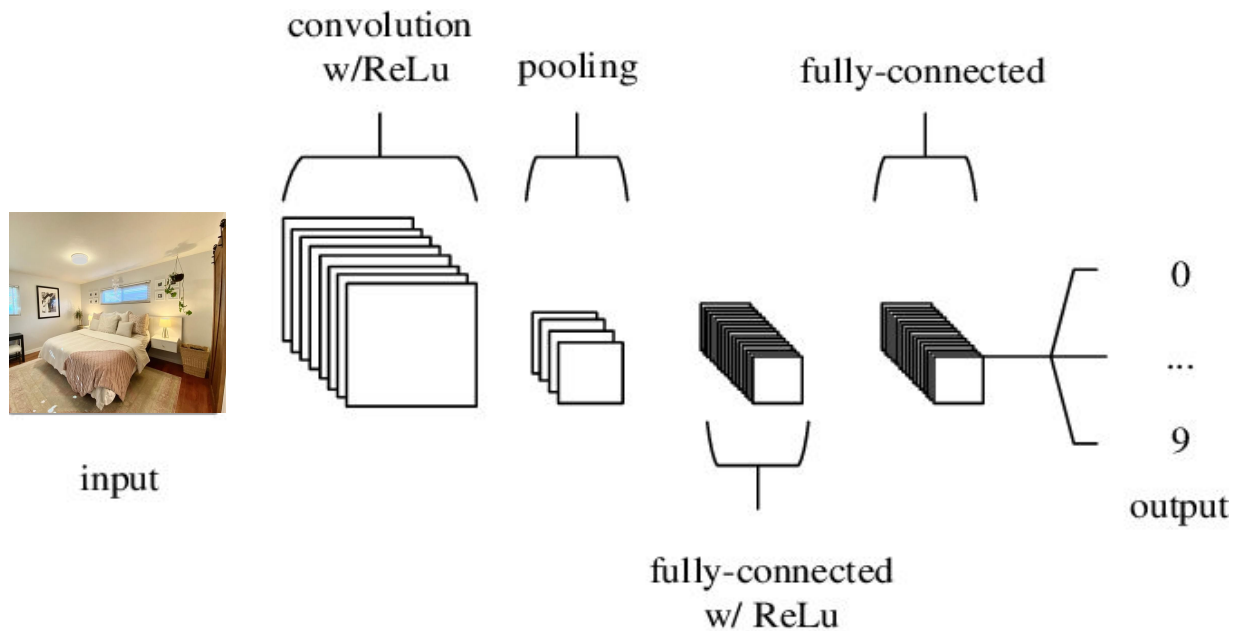 convolution
w/ReLu
pooling
fully-connected
0
...
9
input
output
fully-connected
w/ ReLu